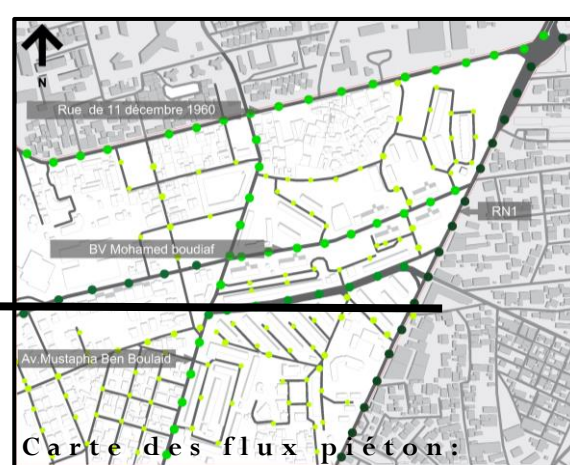 N
Rue de 11 décembre 1960
RN1
BV Mohamed boudiaf
Av.Mustapha Ben Boulaid
Carte des flux piéton: